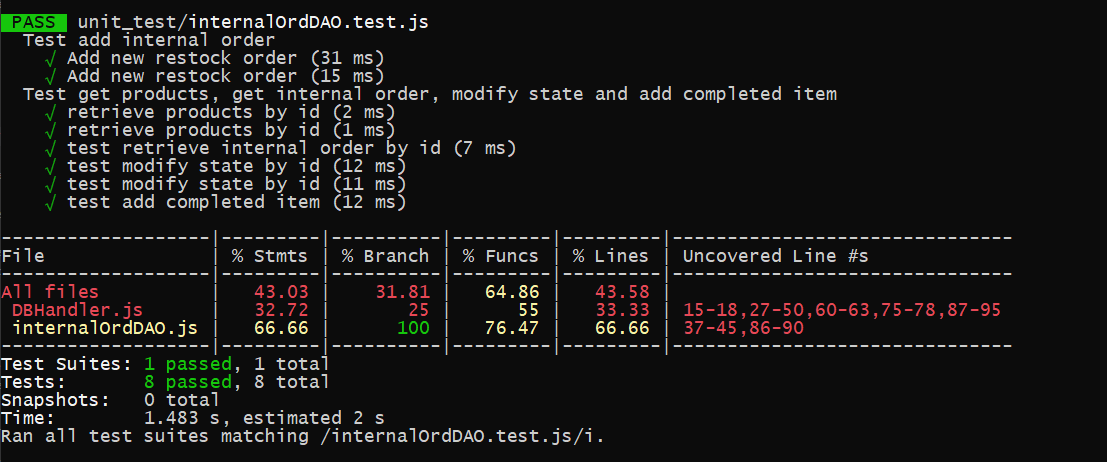 PASS unit_test/internalOrdDAO.test.js
  Test add internal order
    √ Add new restock order (31 ms)
    √ Add new restock order (15 ms)
  Test get products, get internal order, modify state and add completed item
    √ retrieve products by id (2 ms)
    √ retrieve products by id (1 ms)
    √ test retrieve internal order by id (7 ms)
    √ test modify state by id (12 ms)
    √ test modify state by id (11 ms)
    √ test add completed item (12 ms)
-------------------|---------|----------|---------|---------|-------------------------------
File               | % Stmts | % Branch | % Funcs | % Lines | Uncovered Line #s
-------------------|---------|----------|---------|---------|-------------------------------
All files          |   43.03 |    31.81 |   64.86 |   43.58 |
 DBHandler.js      |   32.72 |       25 |      55 |   33.33 | 15-18,27-50,60-63,75-78,87-95
 internalOrdDAO.js |   66.66 |      100 |   76.47 |   66.66 | 37-45,86-90
-------------------|---------|----------|---------|---------|-------------------------------
Test Suites: 1 passed, 1 total
Tests:       8 passed, 8 total
Snapshots:   0 total
Time:        1.483 s, estimated 2 s
Ran all test suites matching /internalOrdDAO.test.js/i.